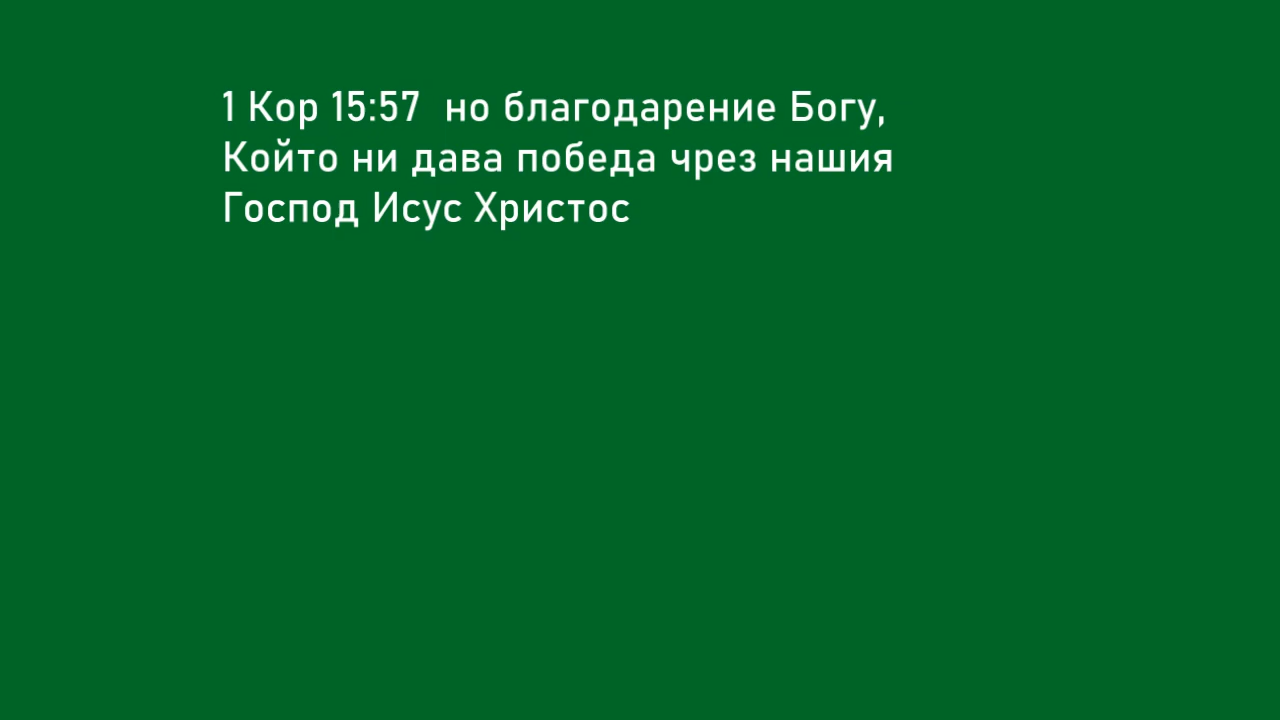 1 Кор 15:57  но благодарение Богу,
Който ни дава победа чрез нашия
Господ Исус Христос